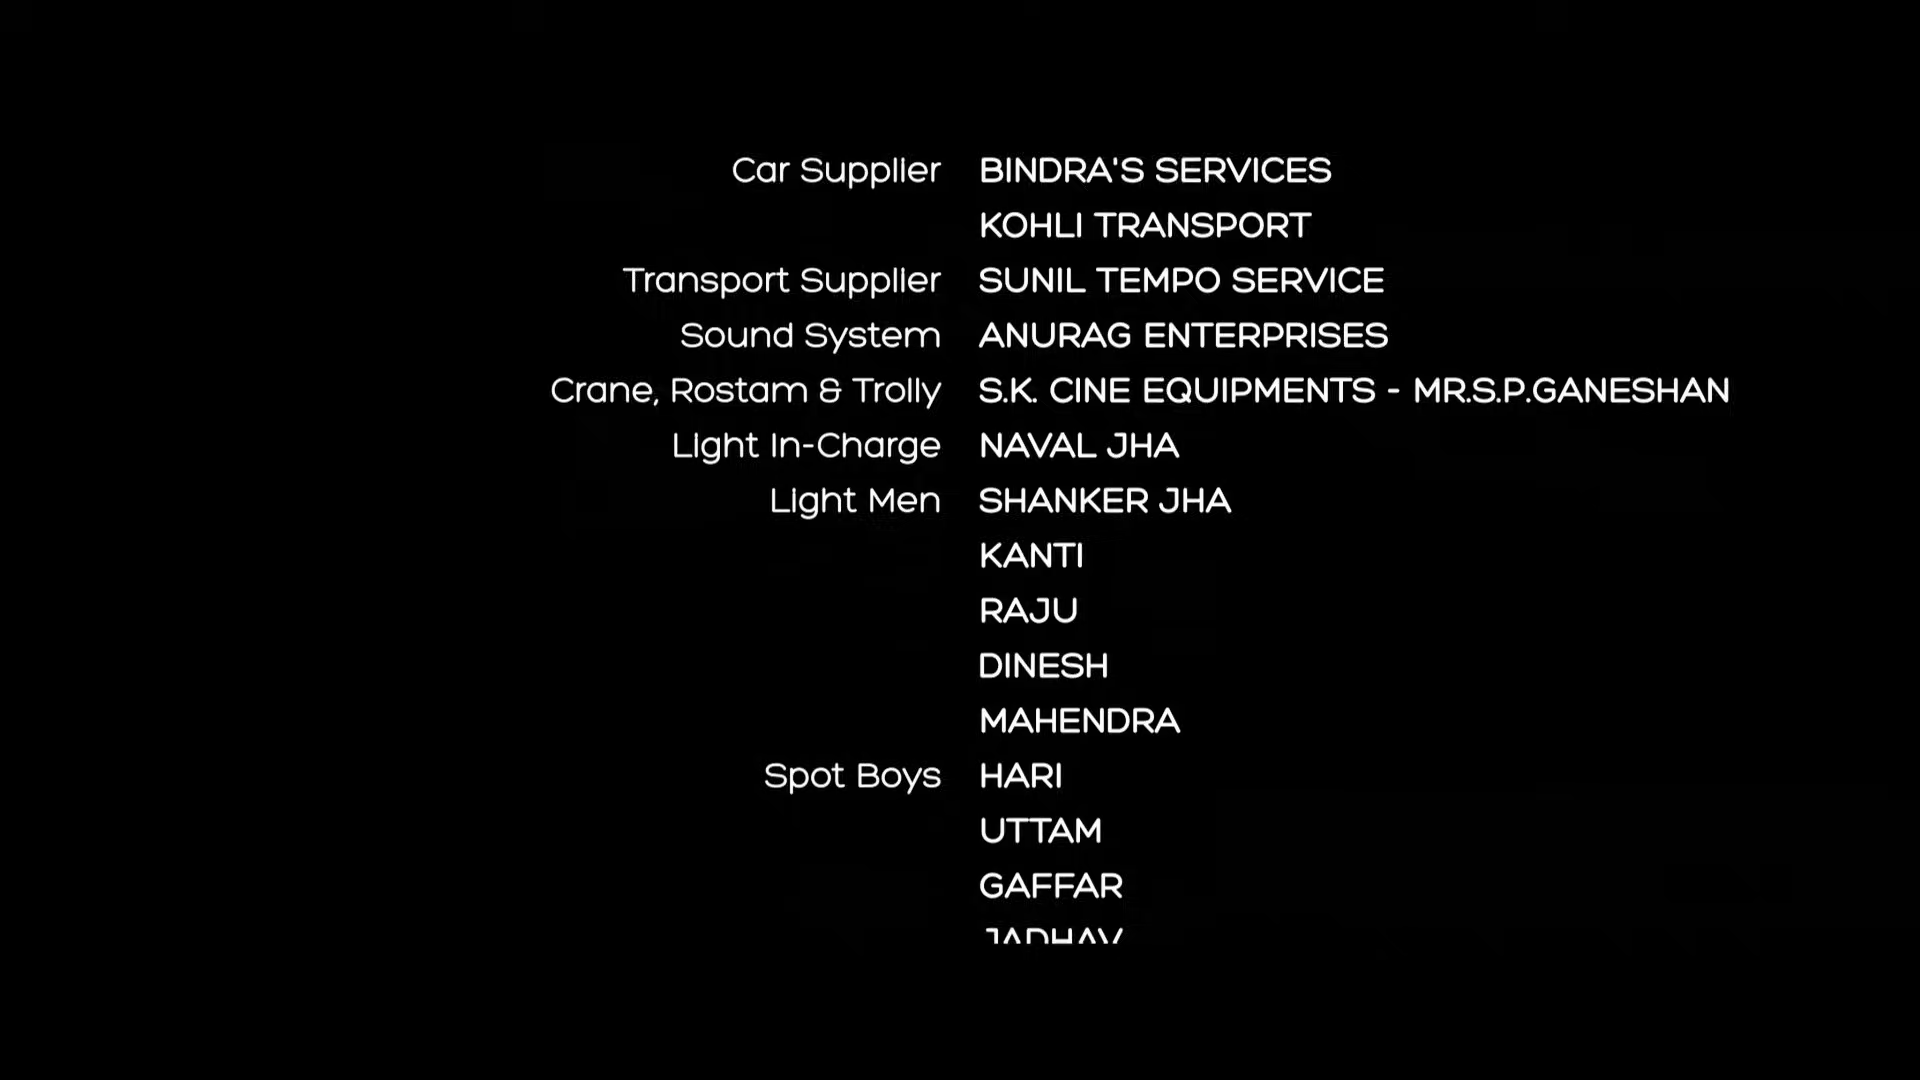 Car Supplier BINDRA'S SERVICES
KOHLI TRANSPORT
Transport Supplier SUNIL TEMPO SERVICE
Sound System ANURAG ENTERPRISES
Crane, Rostam & Trolly S.K. CINE EQUIPMENTS - MR.S.P.GANESHAN
Light In-Charge NAVAL JHA
Light Men SHANKER JHA
KANTI
RAJU
DINESH
MAHENDRA
Spot Boys HARI
UTTAM
GAFFAR
JADHAV